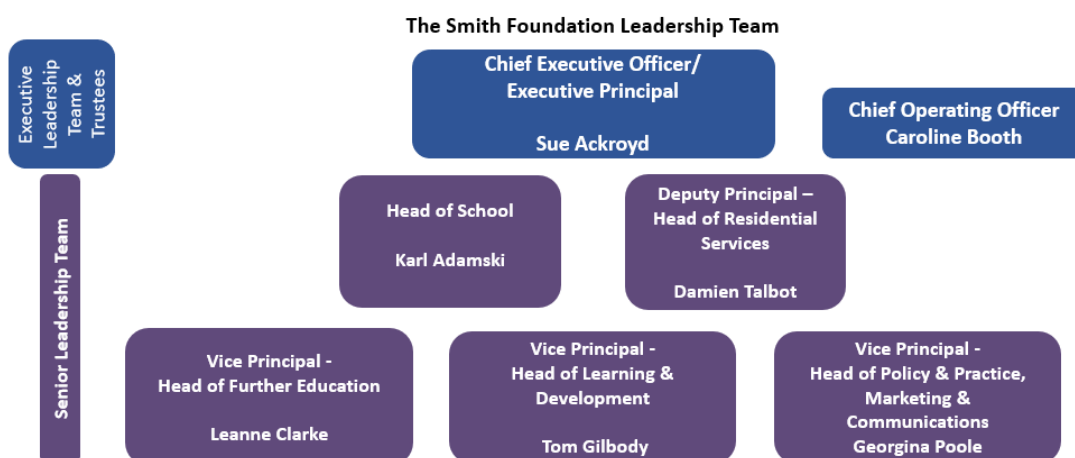 The Smith Foundation Leadership Team
Executive
Leadership
Team &
Trustees
Chief Executive Officer/
Executive Principal
Sue Ackroyd
Chief Operating Officer
Caroline Booth
Senior Leadership Team
Head of School
Karl Adamski
Deputy Principal –
Head of Residential
Services
Damien Talbot
Vice Principal -
Head of Further Education
Leanne Clarke
Vice Principal -
Head of Learning &
Development
Tom Gilbody
Vice Principal -
Head of Policy & Practice,
Marketing &
Communications
Georgina Poole